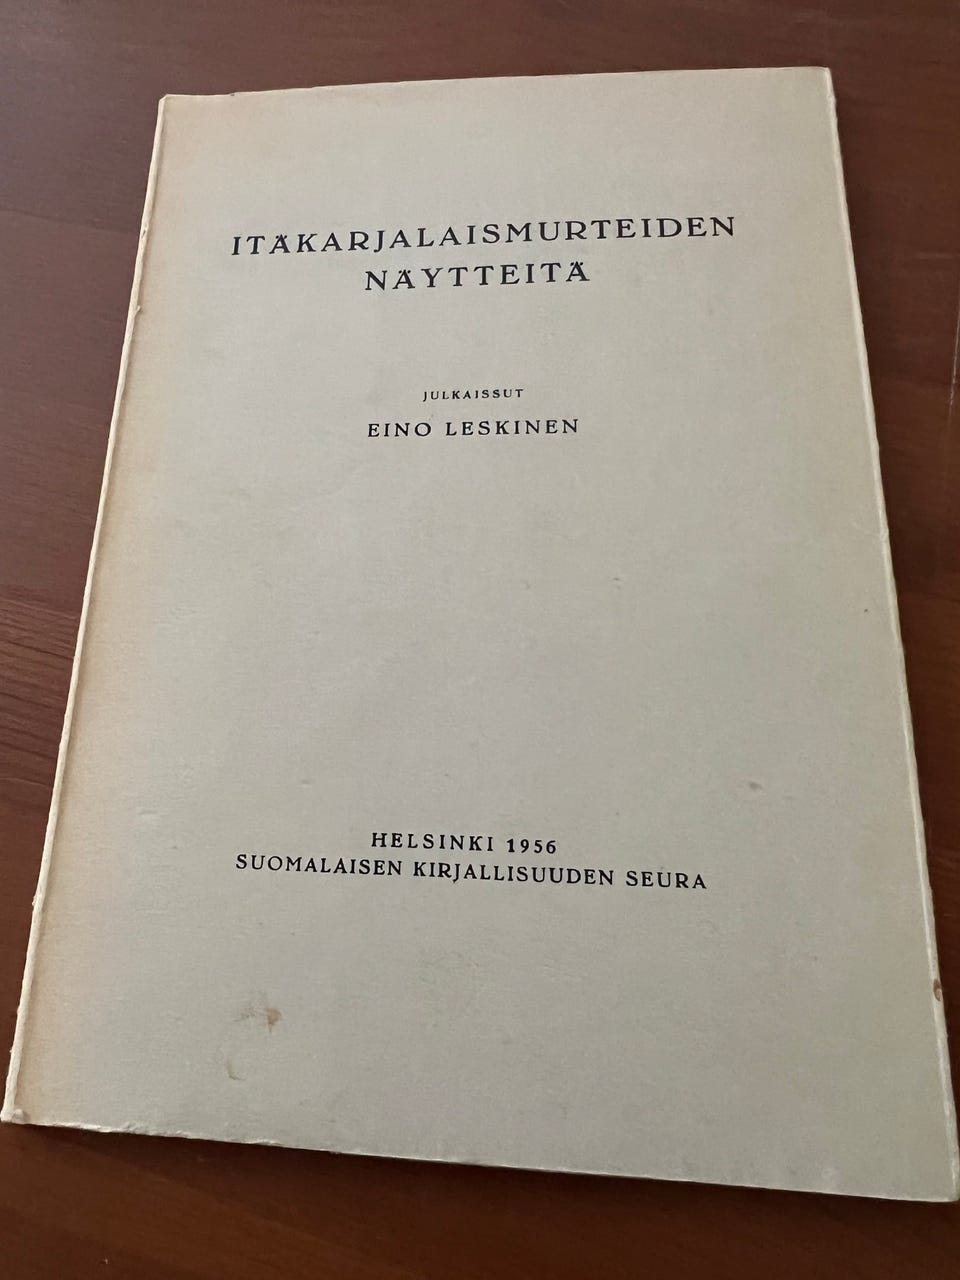 ITÄKARJALAISMURTEIDEN
NÄYTTEITÄ
JULKAISSUT
EINO LESKINEN
HELSINKI 1956
SUOMALAISEN KIRJALLISUUDEN SEURA